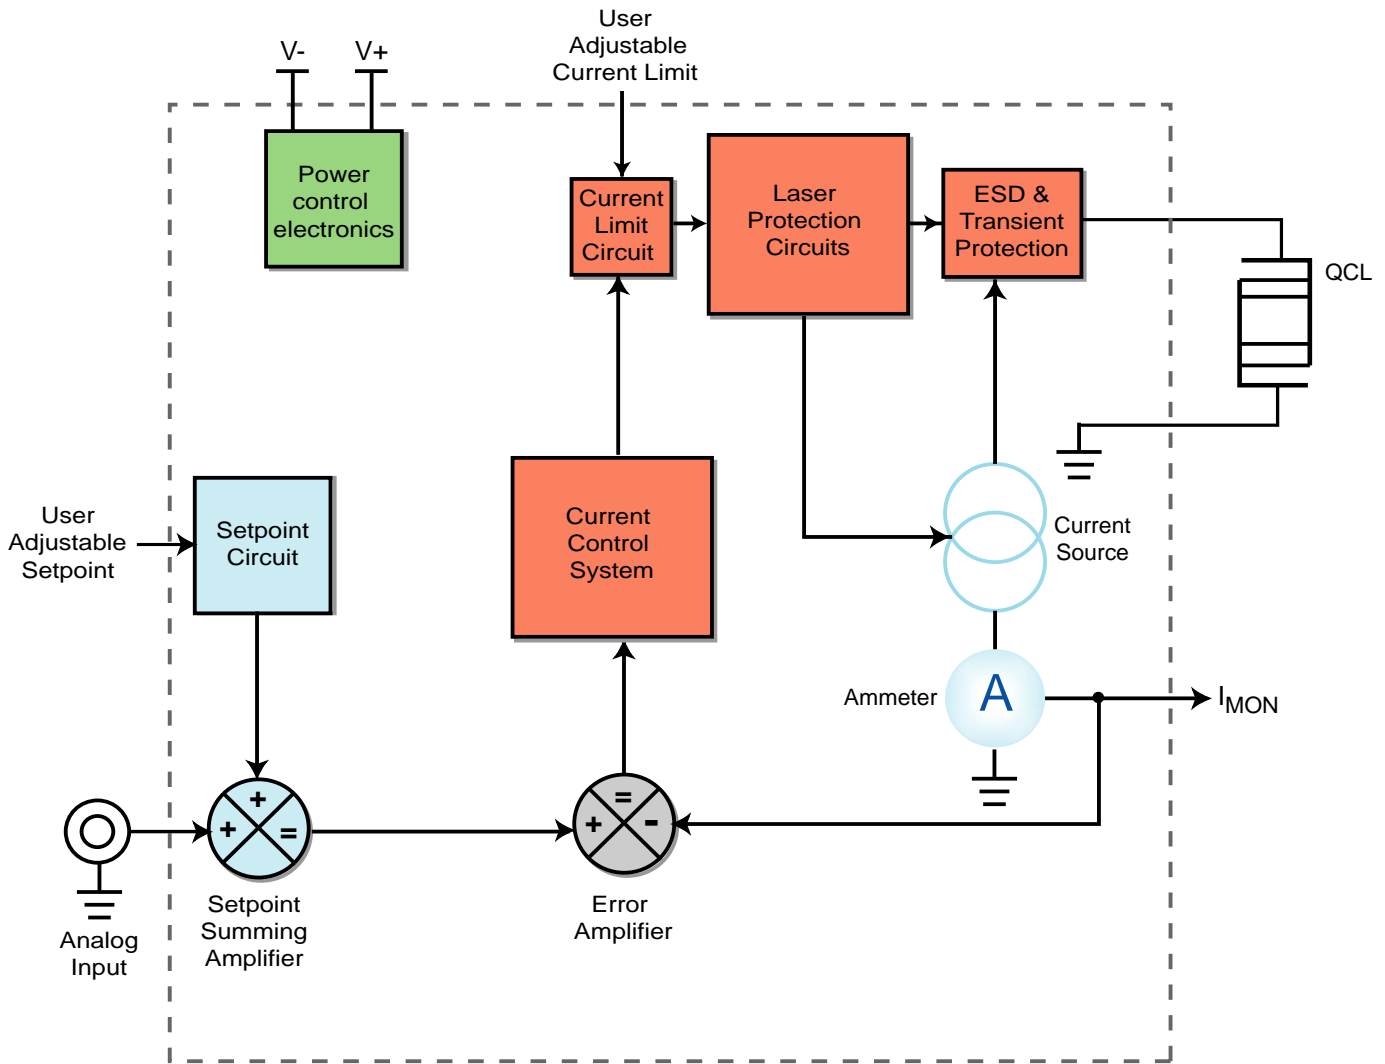 User
Adjustable
Current Limit
V-
V+
Power
control
electronics
Current
Limit
Circuit
Laser
Protection
Circuits
ESD &
Transient
Protection
QCL
User
Adjustable
Setpoint
Setpoint
Circuit
Current
Control
System
Current
Source
Ammeter
A
IMON
+
+
=
=
+
-
Setpoint
Summing
Amplifier
Error
Amplifier
Analog
Input